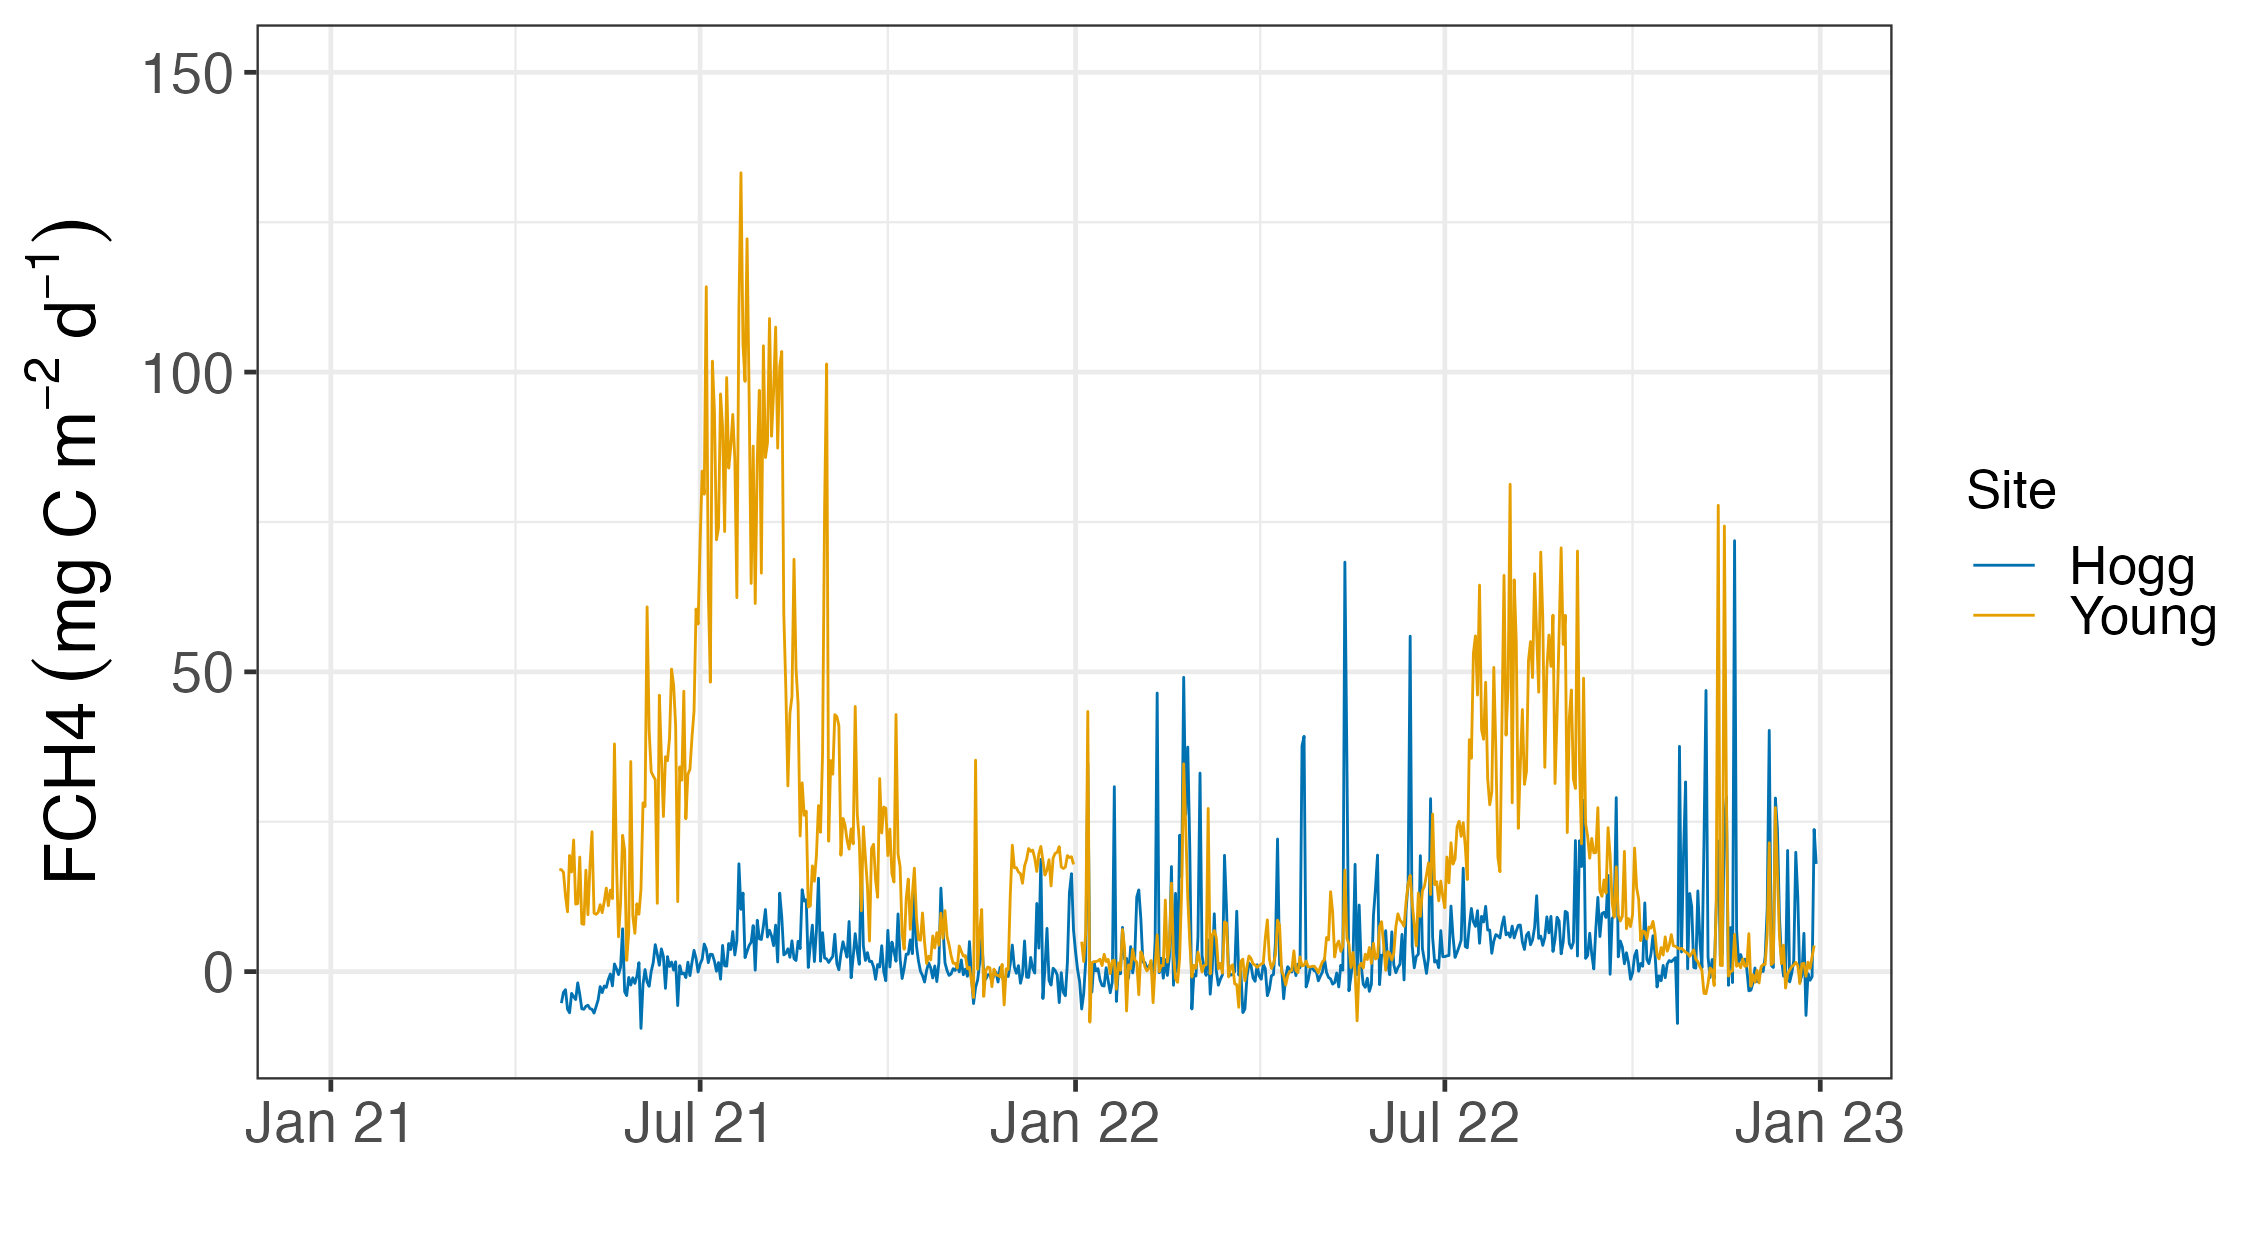 FCH4 (mg C m⁻² d⁻¹)
150
100
50
0
Jan 21
Jul 21
Jan 22
Jul 22
Jan 23
Site
Hogg
Young